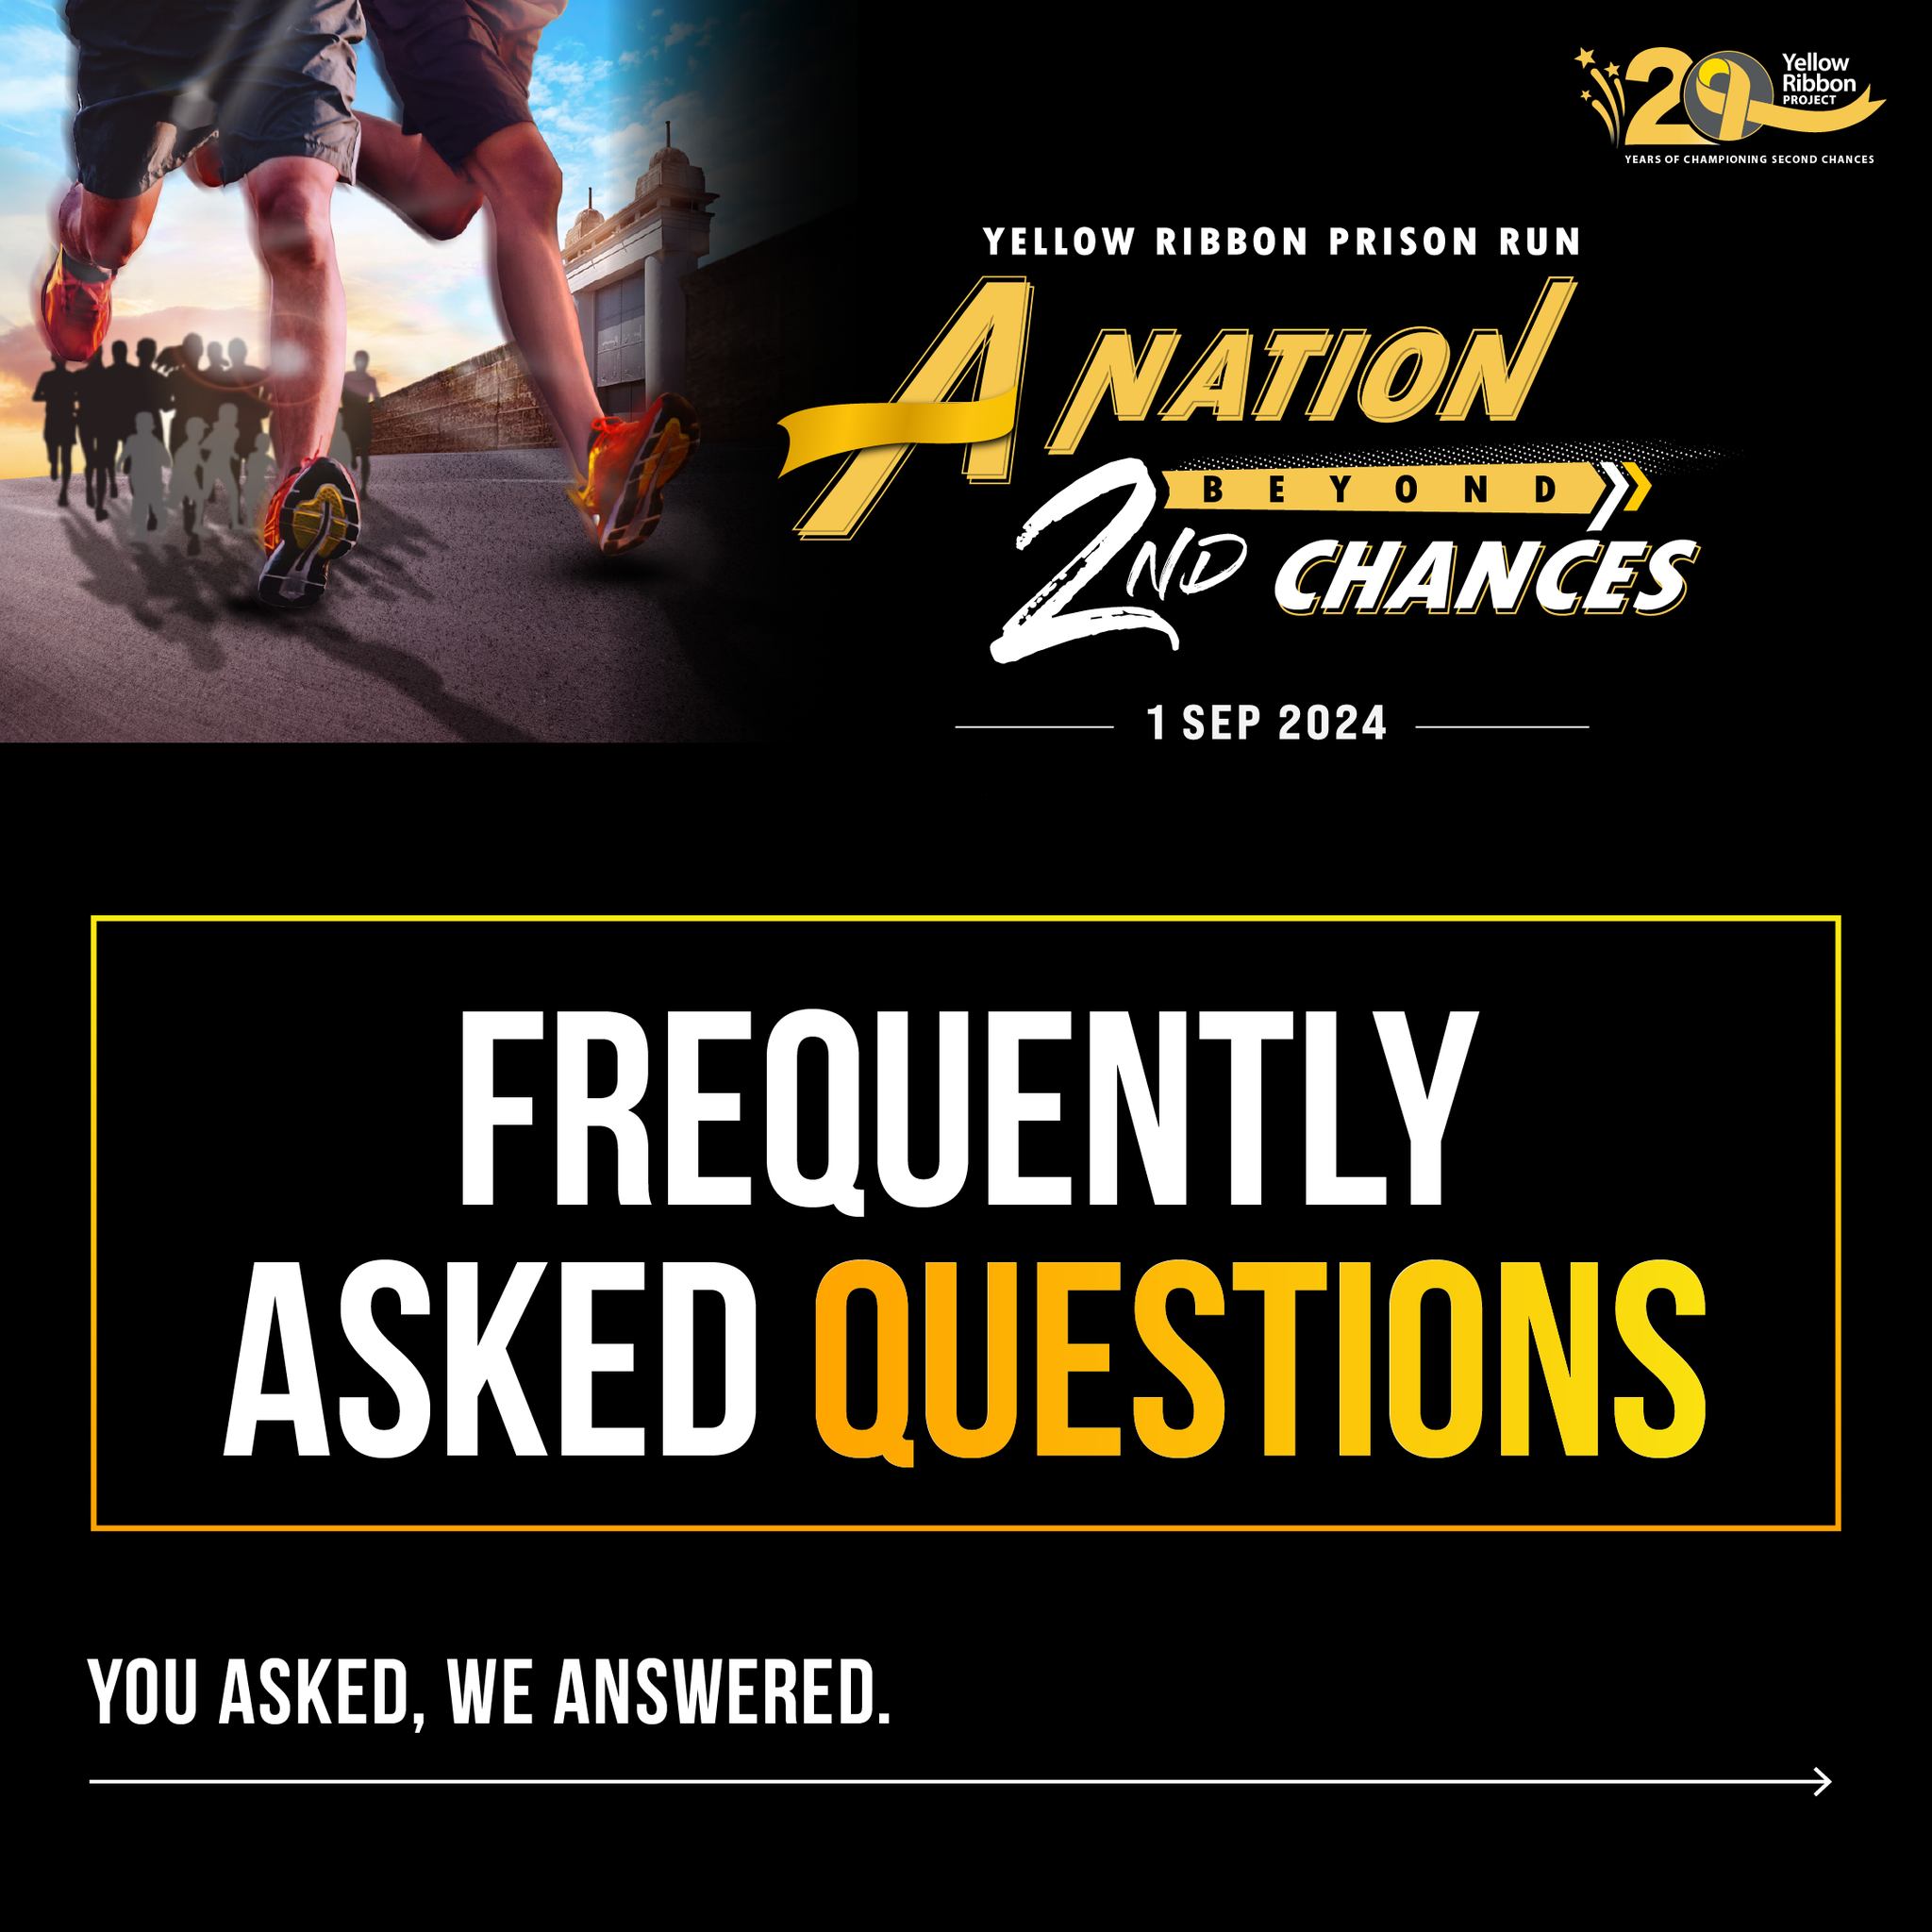 20
Yellow
Ribbon
PROJECT
YEARS OF CHAMPIONING SECOND CHANCES
YELLOW RIBBON PRISON RUN
A NATION
BEYOND
2ND CHANCES
1 SEP 2024
FREQUENTLY
ASKED QUESTIONS
YOU ASKED, WE ANSWERED.